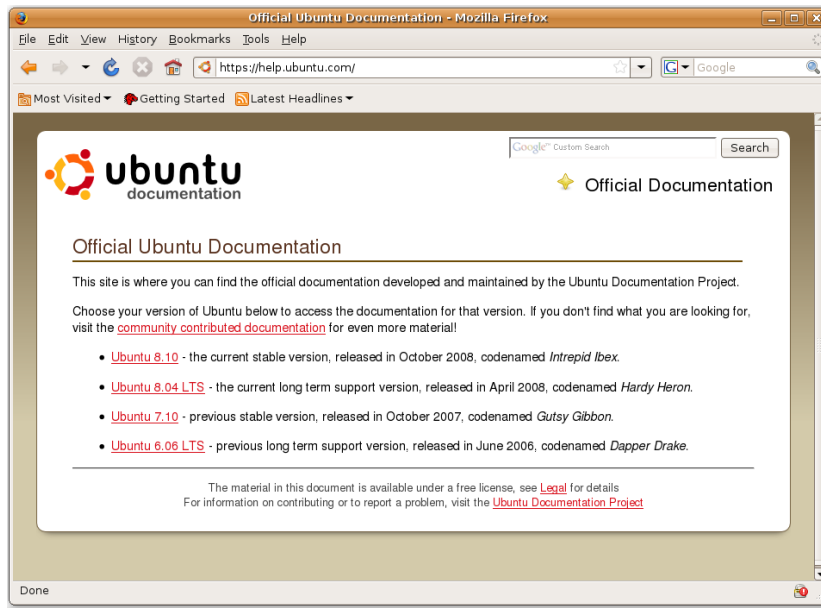 Official Ubuntu Documentation - Mozilla Firefox
File Edit View History Bookmarks Tools Help
https://help.ubuntu.com/ G Google
Most Visited Getting Started Latest Headlines
Google™ Custom Search Search
ubuntu
documentation
Official Documentation
Official Ubuntu Documentation
This site is where you can find the official documentation developed and maintained by the Ubuntu Documentation Project.
Choose your version of Ubuntu below to access the documentation for that version. If you don't find what you are looking for,
visit the community contributed documentation for even more material!
• Ubuntu 8.10 - the current stable version, released in October 2008, codenamed Intrepid Ibex.
• Ubuntu 8.04 LTS - the current long term support version, released in April 2008, codenamed Hardy Heron.
• Ubuntu 7.10 - previous stable version, released in October 2007, codenamed Gutsy Gibbon.
• Ubuntu 6.06 LTS - previous long term support version, released in June 2006, codenamed Dapper Drake.
The material in this document is available under a free license, see Legal for details
For information on contributing or to report a problem, visit the Ubuntu Documentation Project
Done